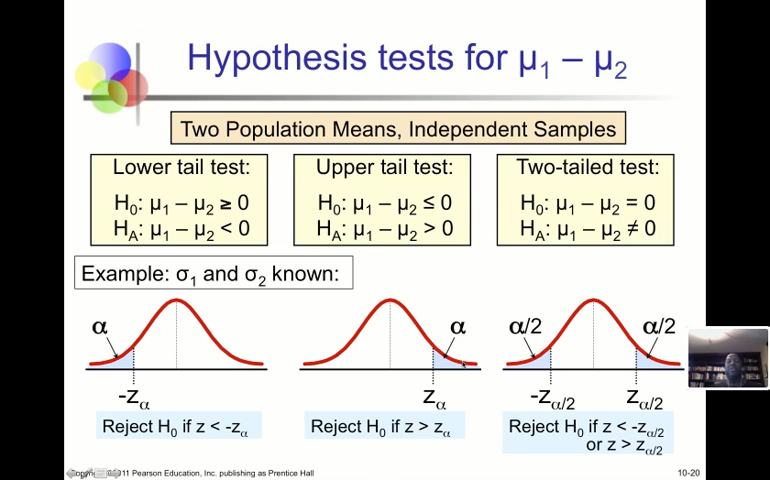 Hypothesis tests for μ₁ – μ₂
Two Population Means, Independent Samples
Lower tail test:
H₀: μ₁ – μ₂ ≥ 0
H_A: μ₁ – μ₂ < 0
Upper tail test:
H₀: μ₁ – μ₂ ≤ 0
H_A: μ₁ – μ₂ > 0
Two-tailed test:
H₀: μ₁ – μ₂ = 0
H_A: μ₁ – μ₂ ≠ 0
Example: σ₁ and σ₂ known:
α
-z_α
Reject H₀ if z < -z_α
α
z_α
Reject H₀ if z > z_α
α/2
α/2
-z_α/2
z_α/2
Reject H₀ if z < -z_α/2
or z > z_α/2
2011 Pearson Education, Inc. publishing as Prentice Hall
10-20